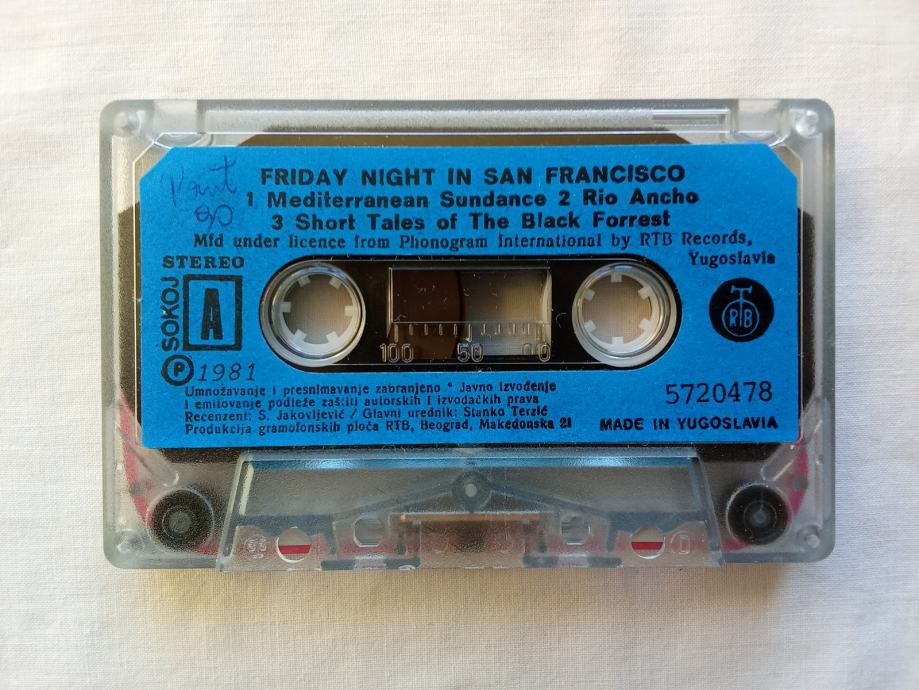 FRIDAY NIGHT IN SAN FRANCISCO
1 Mediterranean Sundance 2 Rio Ancho
3 Short Tales of The Black Forrest
Mfd under licence from Phonogram International by RTB Records,
Yugoslavia
STEREO
SOKOJ
A
RTB
P 1981
100 50 0
5720478
Umnožavanje i presnimavanje zabranjeno * Javno izvođenje
i emitovanje podleže zaštiti autorskih i izvođačkih prava
Recenzent: S. Jakovljević / Glavni urednik: Stanko Terzić
Produkcija gramofonskih ploča RTB, Beograd, Makedonska 21
MADE IN YUGOSLAVIA